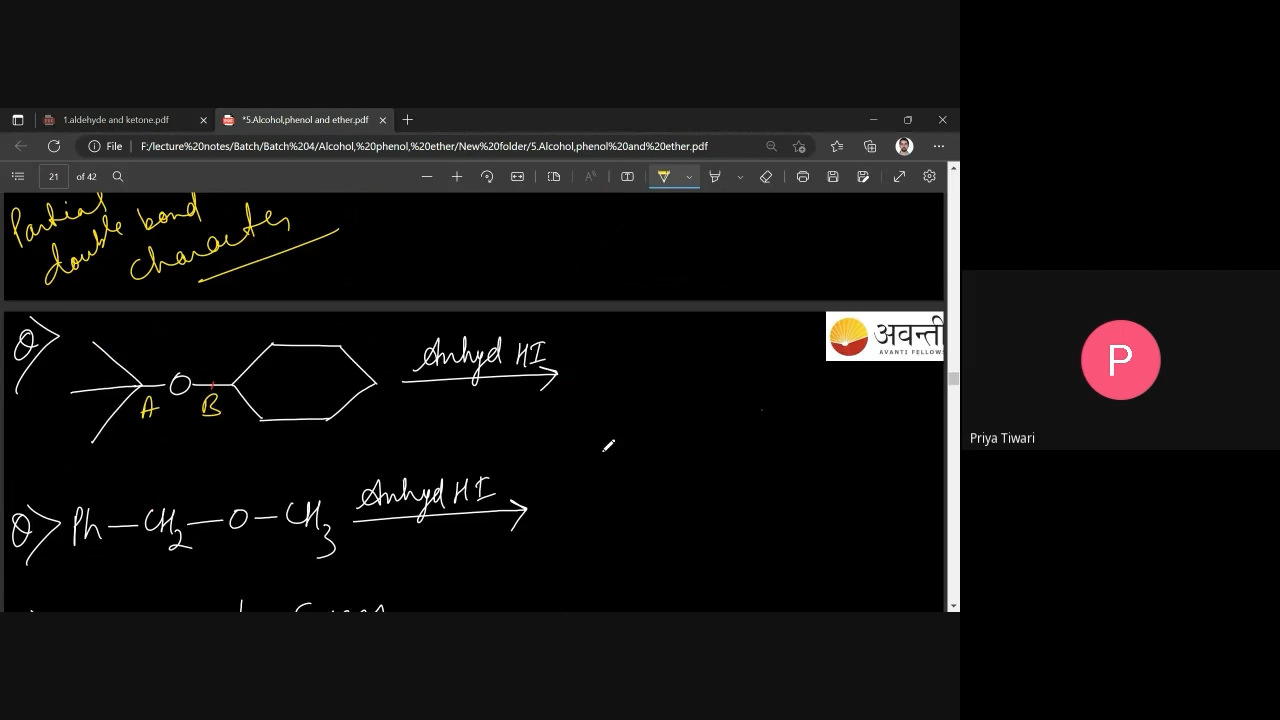 1.aldehyde and ketone.pdf
*5.Alcohol,phenol and ether.pdf
File
F:/lecture%20notes/Batch/Batch%204/Alcohol,%20phenol,%20ether/New%20folder/5.Alcohol,phenol%20and%20ether.pdf
21 of 42
Partial
double bond
character
अवन्ती
AVANTI FELLOWS
Q>
O
A B
Anhyd HI
Q> Ph—CH2—O—CH3 Anhyd HI
P
Priya Tiwari